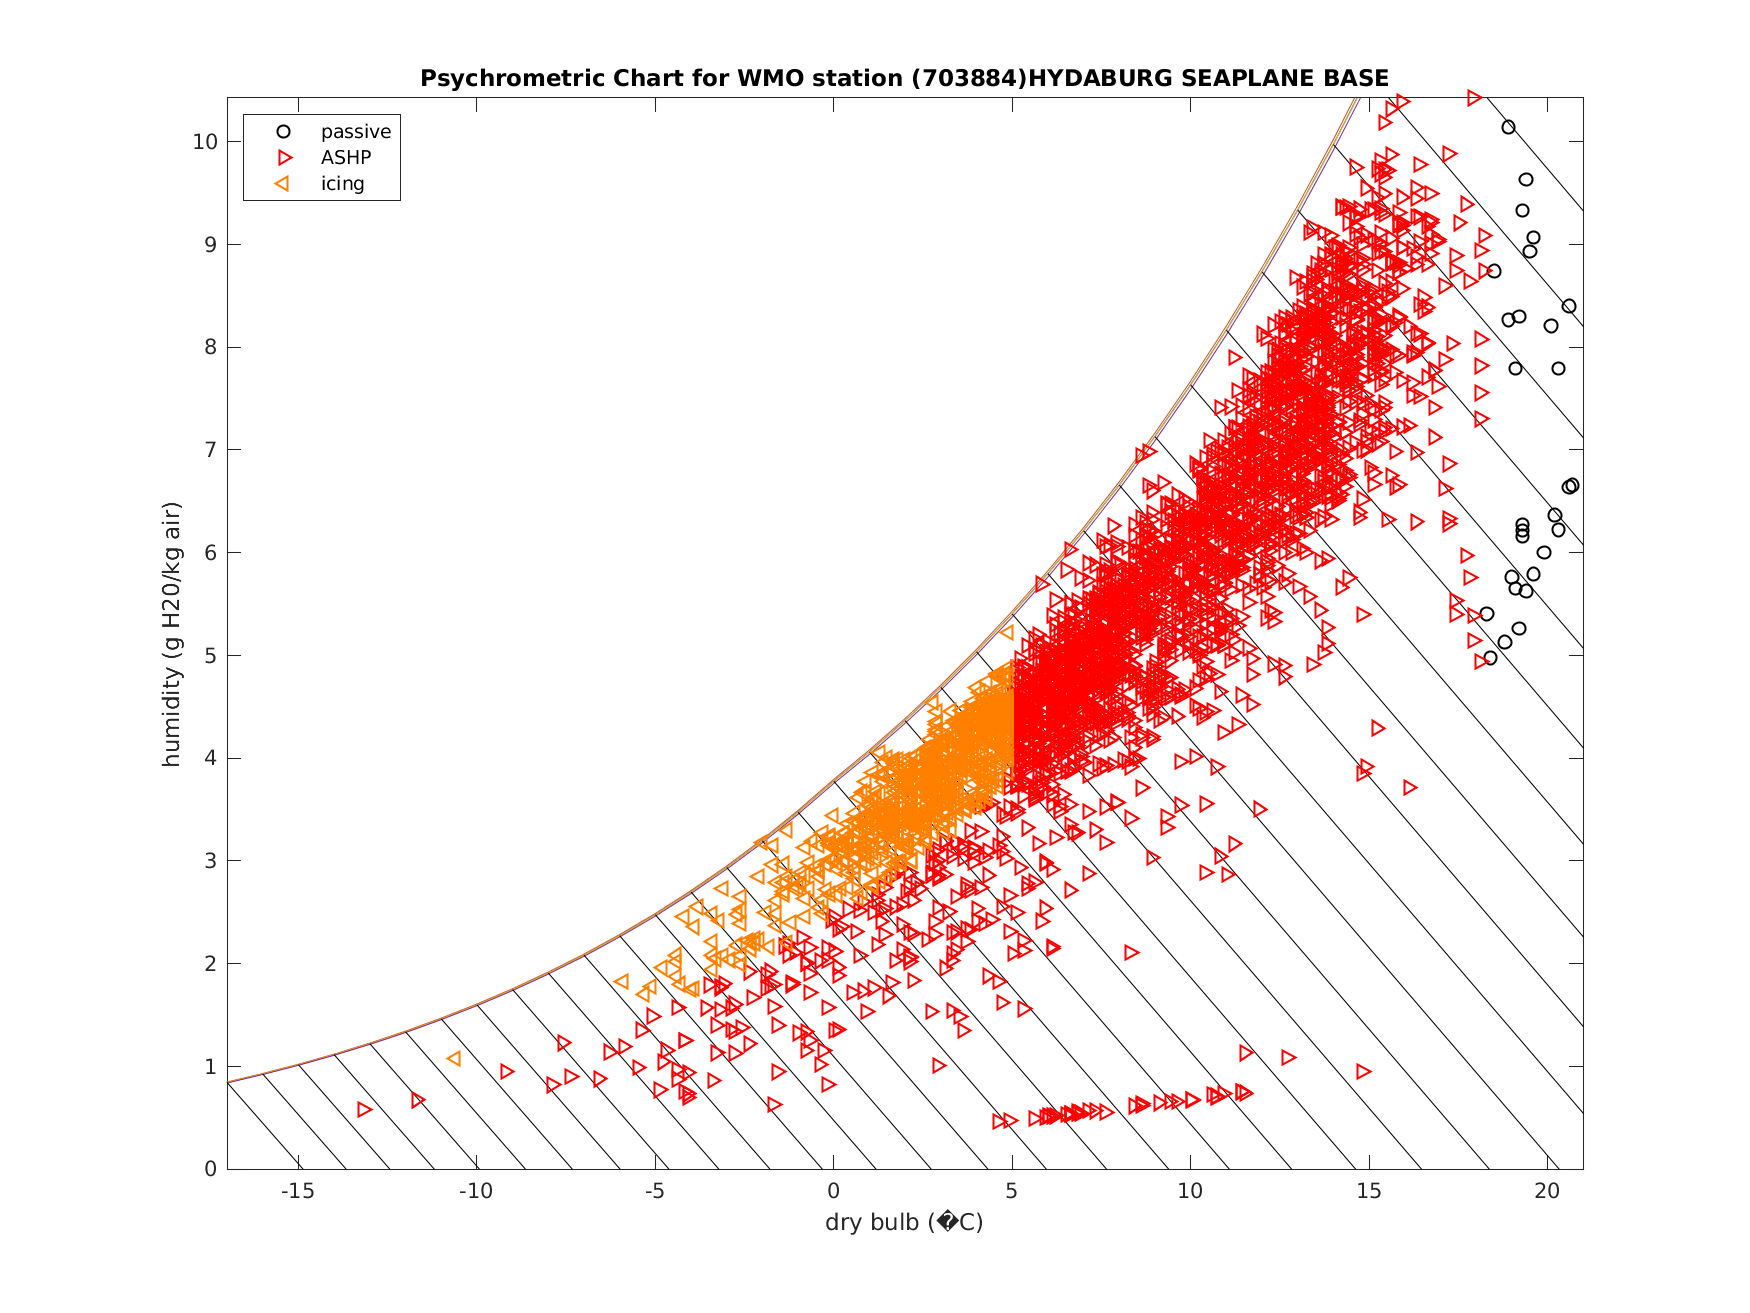 Psychrometric Chart for WMO station (703884)HYDABURG SEAPLANE BASE
passive
ASHP
icing
humidity (g H20/kg air)
10
9
8
7
6
5
4
3
2
1
0
-15 -10 -5 0 5 10 15 20
dry bulb (�C)